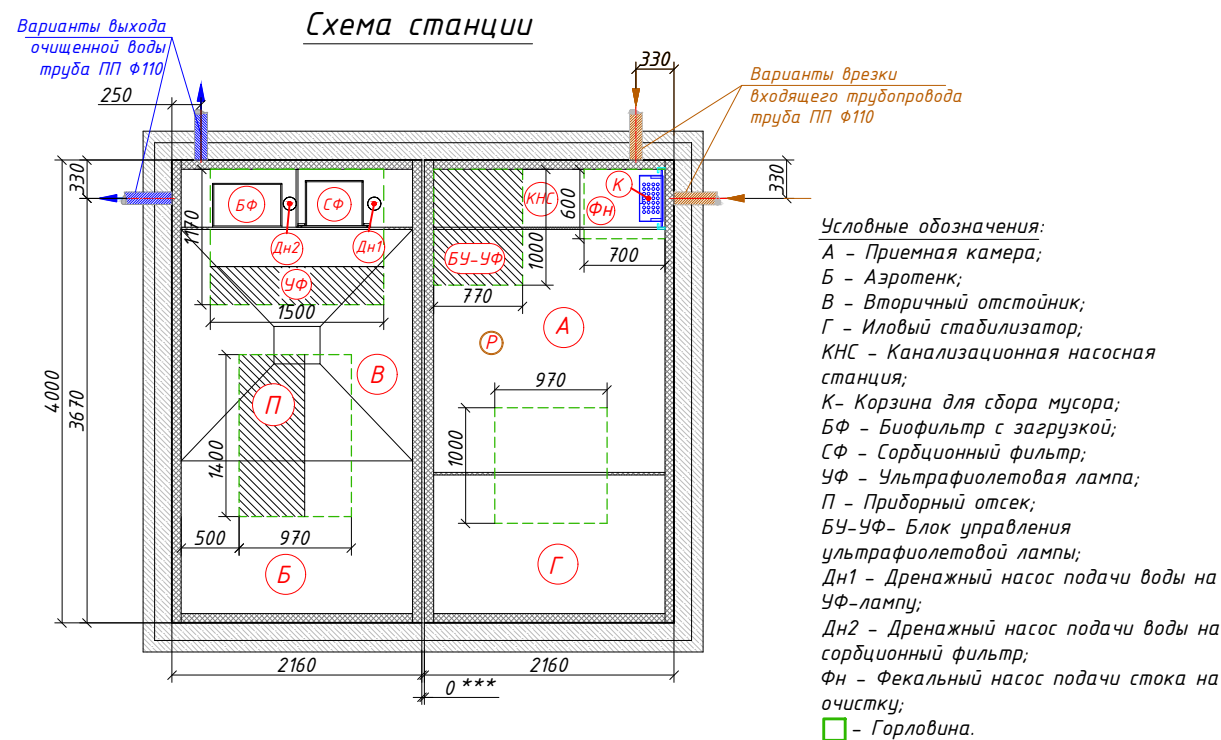 Схема станции
Варианты выхода
очищенной воды
труба ПП Ф110
Варианты врезки
входящего трубопровода
труба ПП Ф110
250
330
330
330
4000
3670
1170
БФ
СФ
Дн2
Дн1
УФ
1500
В
П
1400
500
970
Б
КНС
К
Фн
600
БУ-УФ
1000
700
770
А
Р
970
1000
Г
2160
2160
0 ***
Условные обозначения:
А - Приемная камера;
Б - Аэротенк;
В - Вторичный отстойник;
Г - Иловый стабилизатор;
КНС - Канализационная насосная
станция;
К- Корзина для сбора мусора;
БФ - Биофильтр с загрузкой;
СФ - Сорбционный фильтр;
УФ - Ультрафиолетовая лампа;
П - Приборный отсек;
БУ-УФ- Блок управления
ультрафиолетовой лампы;
Дн1 - Дренажный насос подачи воды на
УФ-лампу;
Дн2 - Дренажный насос подачи воды на
сорбционный фильтр;
Фн - Фекальный насос подачи стока на
очистку;
- Горловина.